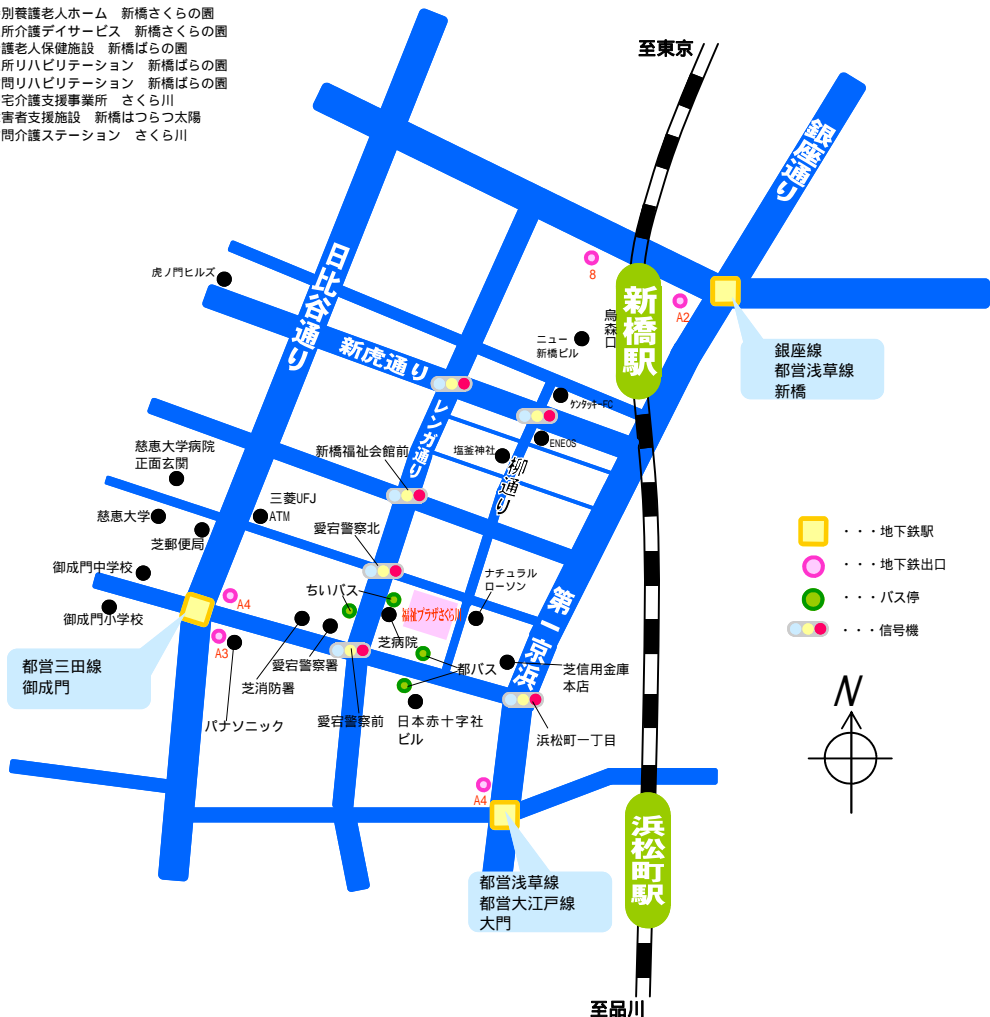 別養護老人ホーム　新橋さくらの園
所介護デイサービス　新橋さくらの園
護老人保健施設　新橋ばらの園
所リハビリテーション　新橋ばらの園
問リハビリテーション　新橋ばらの園
宅介護支援事業所　さくら川
害者支援施設　新橋はつらつ太陽
問介護ステーション　さくら川
至東京
銀座通り
日比谷通り
虎ノ門ヒルズ
8
新橋駅
A2
烏森口
ニュー
新橋ビル
新虎通り
銀座線
都営浅草線
新橋
レンガ通り
ケンタッキーFC
ENEOS
塩釜神社
柳通り
新橋福祉会館前
慈恵大学病院
正面玄関
三菱UFJ
ATM
慈恵大学
芝郵便局
愛宕警察北
御成門中学校
ちいバス
ナチュラル
ローソン
・・・地下鉄駅
・・・地下鉄出口
・・・バス停
・・・信号機
第一京浜
A4
御成門小学校
福祉プラザさくら川
A3
芝病院
都営三田線
御成門
愛宕警察署
芝消防署
都バス
芝信用金庫
本店
パナソニック
愛宕警察前
日本赤十字社
ビル
浜松町一丁目
N
A4
浜松町駅
都営浅草線
都営大江戸線
大門
至品川